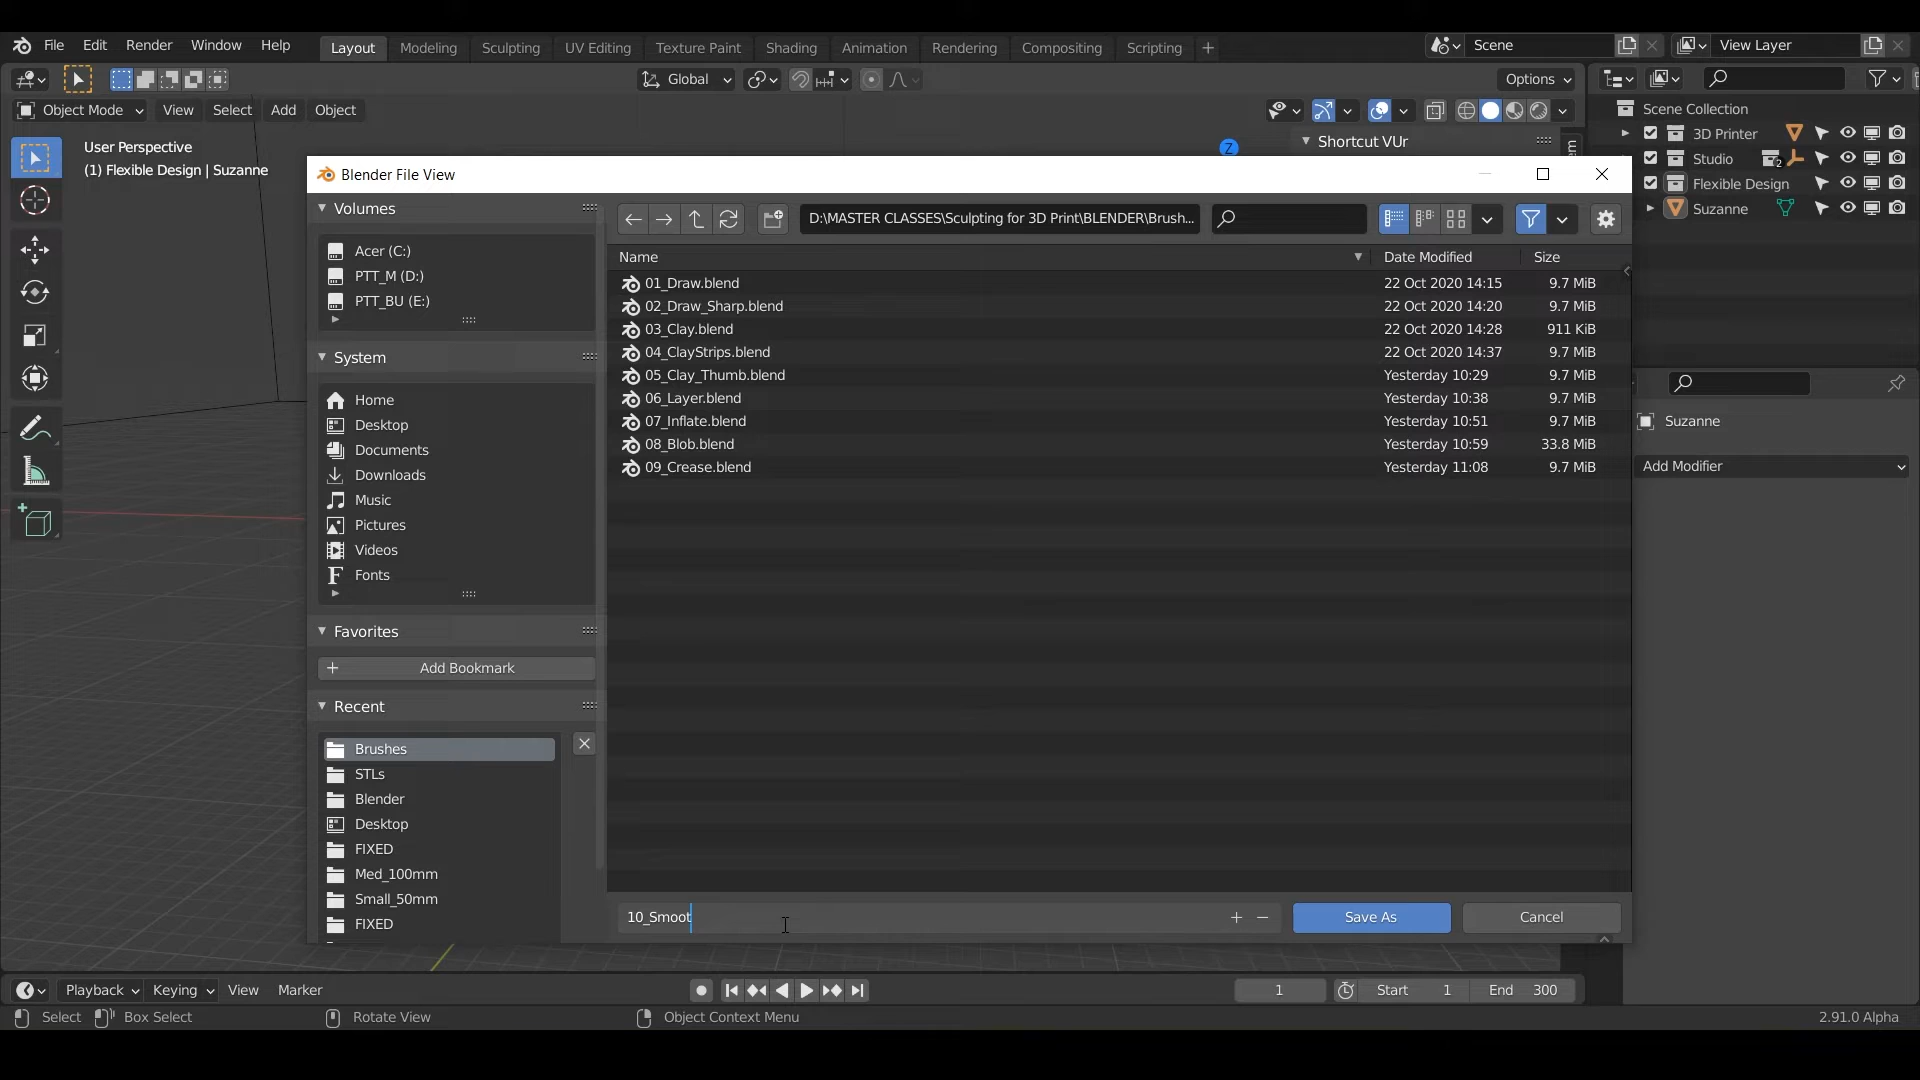 File Edit Render Window Help Layout Modeling Sculpting UV Editing Texture Paint Shading Animation Rendering Compositing Scripting + Scene View Layer
Global Options
Object Mode View Select Add Object
User Perspective
(1) Flexible Design | Suzanne
Z
Shortcut VUr
Scene Collection
3D Printer
Studio 2
Flexible Design
Suzanne
Suzanne
Add Modifier
Blender File View
Volumes
Acer (C:)
PTT_M (D:)
PTT_BU (E:)
System
Home
Desktop
Documents
Downloads
Music
Pictures
Videos
Fonts
Favorites
+ Add Bookmark
Recent
Brushes
STLs
Blender
Desktop
FIXED
Med_100mm
Small_50mm
FIXED
D:\MASTER CLASSES\Sculpting for 3D Print\BLENDER\Brush...
Name Date Modified Size
01_Draw.blend 22 Oct 2020 14:15 9.7 MiB
02_Draw_Sharp.blend 22 Oct 2020 14:20 9.7 MiB
03_Clay.blend 22 Oct 2020 14:28 911 KiB
04_ClayStrips.blend 22 Oct 2020 14:37 9.7 MiB
05_Clay_Thumb.blend Yesterday 10:29 9.7 MiB
06_Layer.blend Yesterday 10:38 9.7 MiB
07_Inflate.blend Yesterday 10:51 9.7 MiB
08_Blob.blend Yesterday 10:59 33.8 MiB
09_Crease.blend Yesterday 11:08 9.7 MiB
10_Smoot + − Save As Cancel
Playback Keying View Marker 1 Start 1 End 300
Select Box Select Rotate View Object Context Menu 2.91.0 Alpha